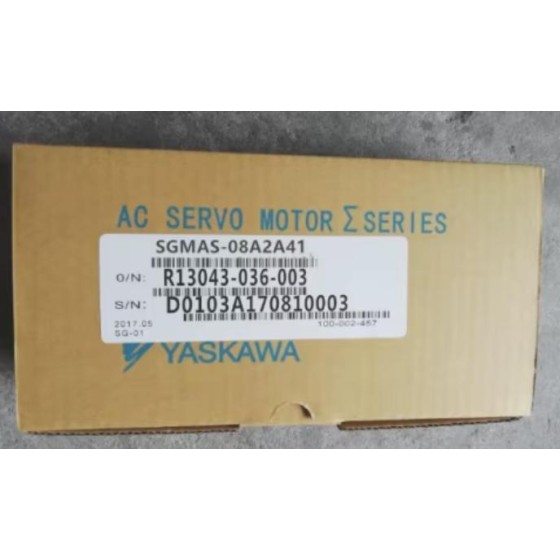 AC SERVO MOTOR Σ SERIES
SGMAS-08A2A41
O/N: R13043-036-003
S/N: D0103A170810003
2017.05
100-002-457
SG-01
YASKAWA